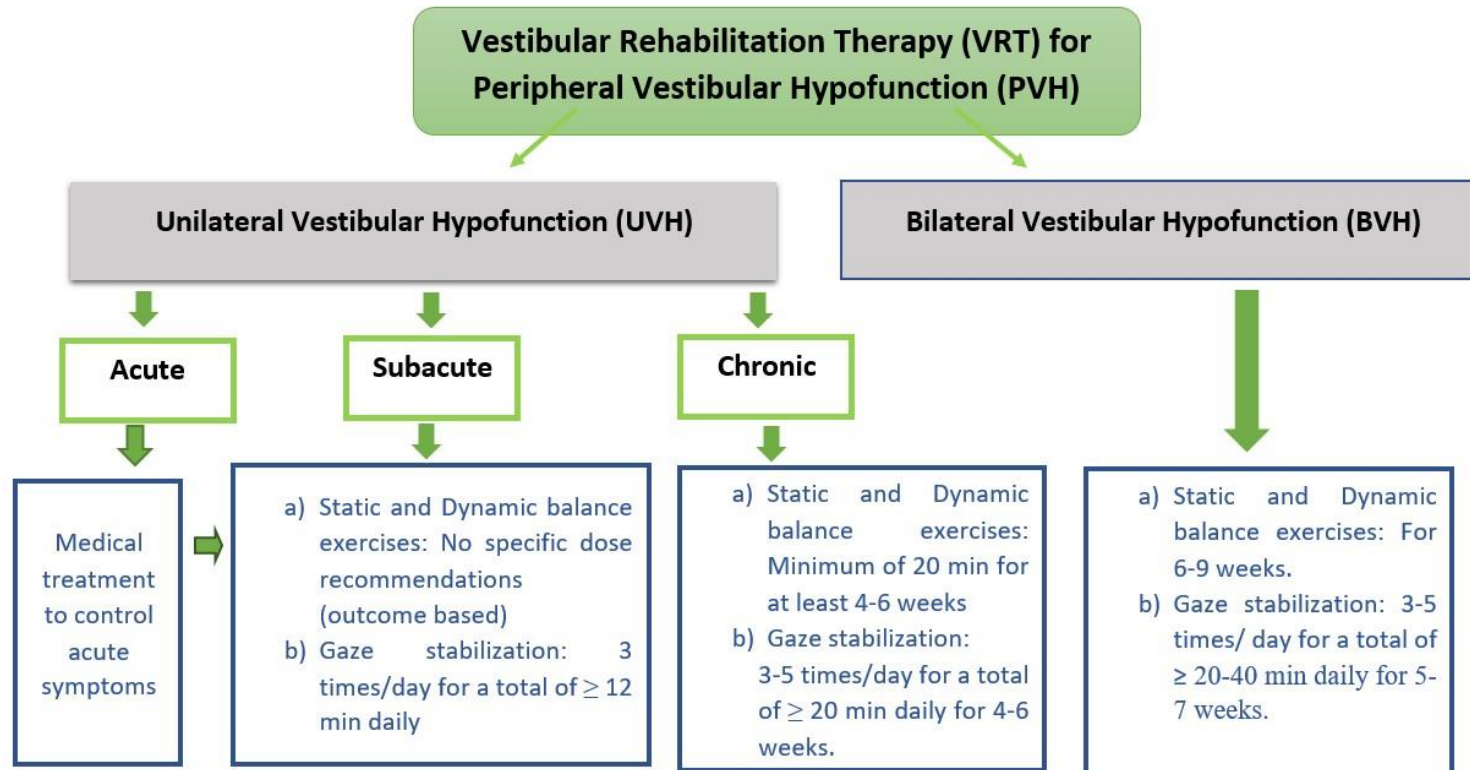 Vestibular Rehabilitation Therapy (VRT) for
Peripheral Vestibular Hypofunction (PVH)
Unilateral Vestibular Hypofunction (UVH)
Bilateral Vestibular Hypofunction (BVH)
Acute
Subacute
Chronic
Medical
treatment
to control
acute
symptoms
a) Static and Dynamic balance
exercises: No specific dose
recommendations
(outcome based)
b) Gaze stabilization: 3
times/day for a total of ≥ 12
min daily
a) Static and Dynamic
balance exercises:
Minimum of 20 min for
at least 4-6 weeks
b) Gaze stabilization:
3-5 times/day for a total
of ≥ 20 min daily for 4-6
weeks.
a) Static and Dynamic
balance exercises: For
6-9 weeks.
b) Gaze stabilization: 3-5
times/ day for a total of
≥ 20-40 min daily for 5-
7 weeks.